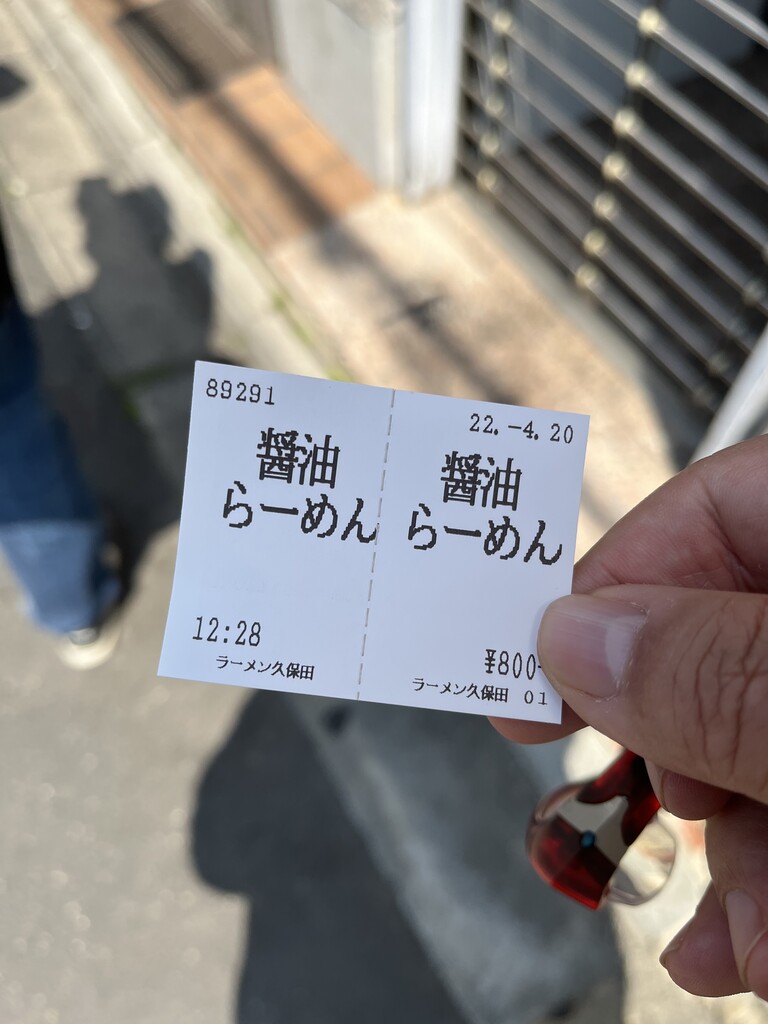 89291
醤油
らーめん
12:28
ラーメン久保田
22.-4.20
醤油
らーめん
¥800-
ラーメン久保田 01